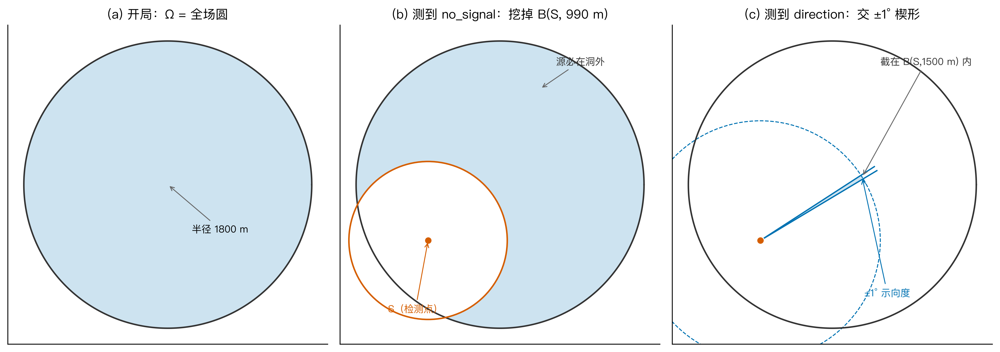 (a) 开局：Ω = 全场圆
半径 1800 m
(b) 测到 no_signal：挖掉 B(S, 990 m)
源必在洞外
S（检测点）
(c) 测到 direction：交 ±1° 楔形
截在 B(S,1500 m) 内
±1° 示向度